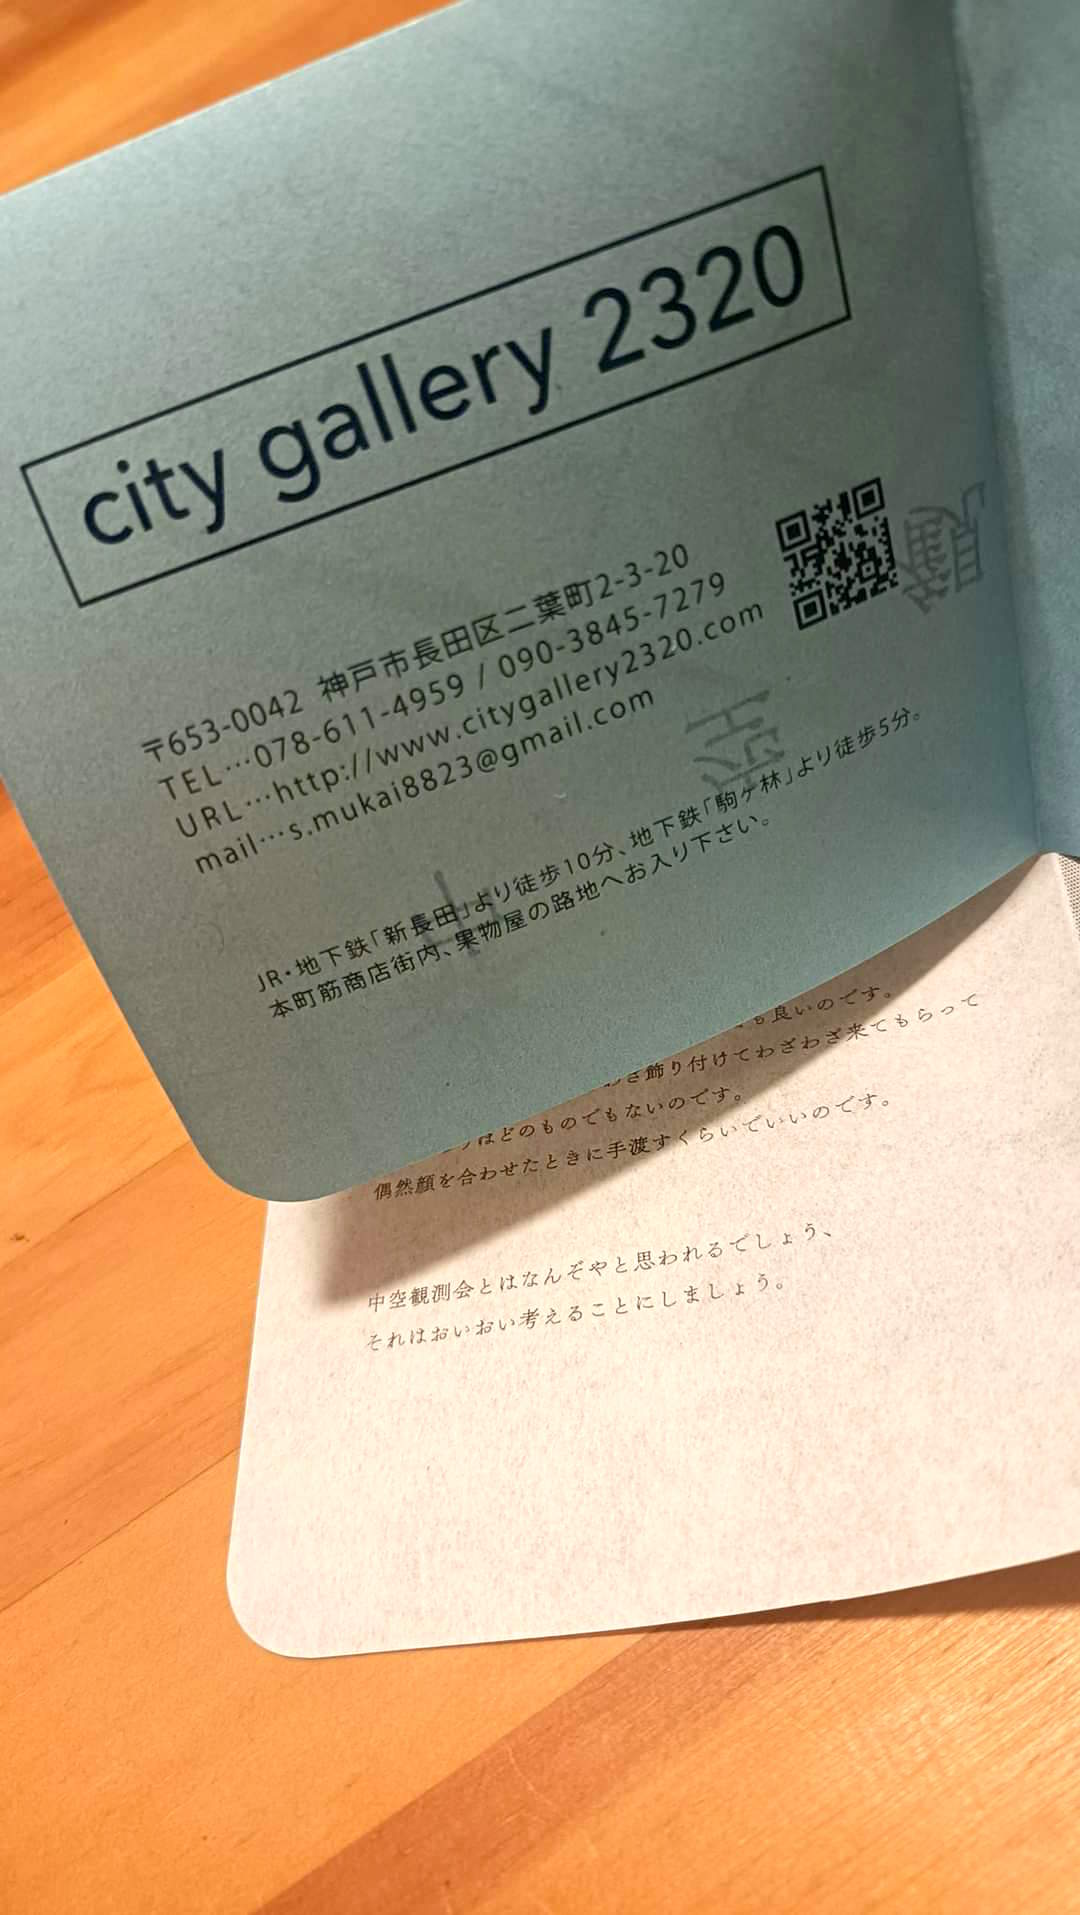 city gallery 2320
〒653-0042 神戸市長田区二葉町2-3-20
TEL…078-611-4959 / 090-3845-7279
URL…http://www.citygallery2320.com
mail…s.mukai8823@gmail.com
JR・地下鉄「新長田」より徒歩10分、地下鉄「駒ヶ林」より徒歩5分。
本町筋商店街内、果物屋の路地へお入り下さい。
も良いのです。
飾り付けてわざわざ来てもらって
はどのものでもないのです。
偶然顔を合わせたときに手渡すくらいでいいのです。
中空観測会とはなんぞやと思われるでしょう、
それはおいおい考えることにしましょう。